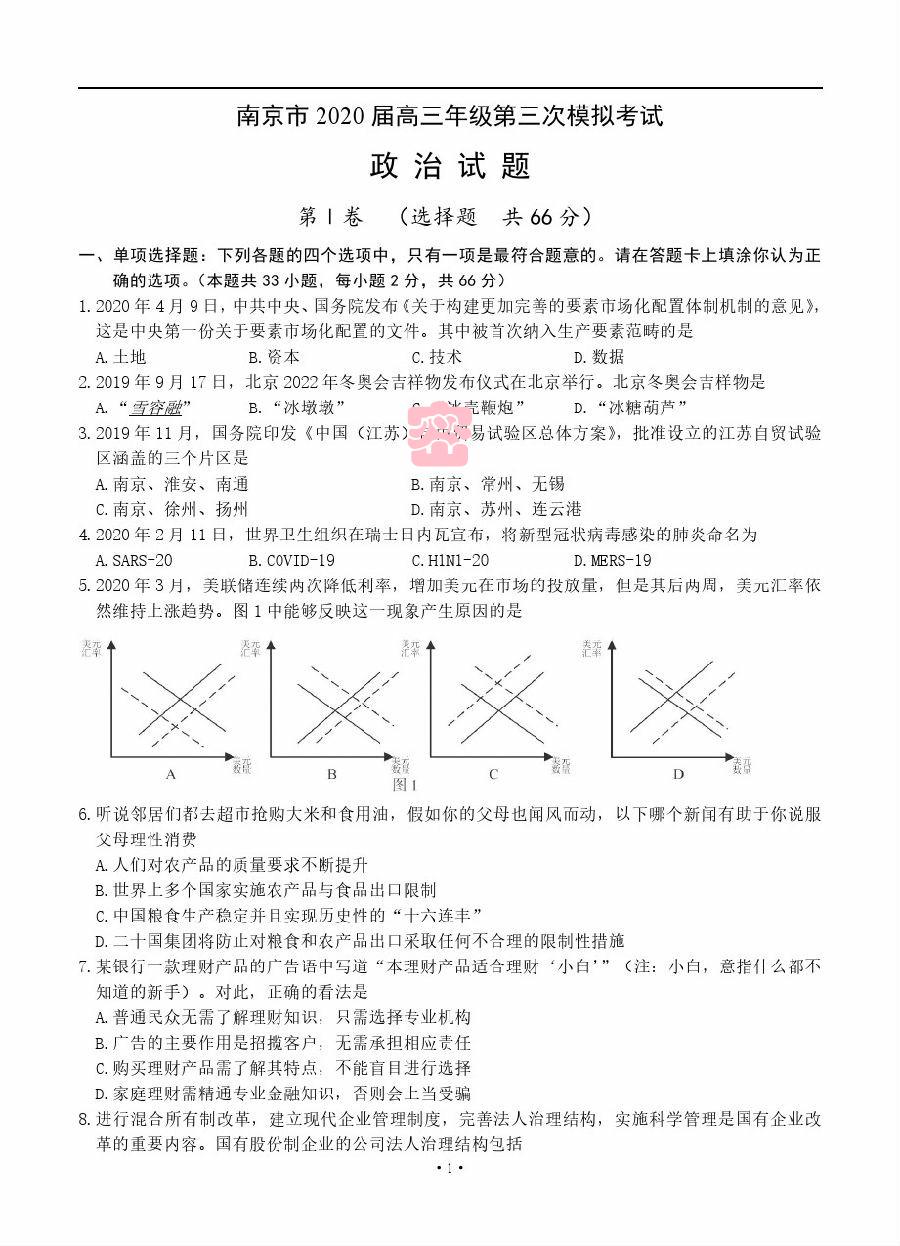 南京市 2020 届高三年级第三次模拟考试
政 治 试 题
第Ⅰ卷 （选择题 共 66 分）
一、单项选择题：下列各题的四个选项中，只有一项是最符合题意的。请在答题卡上填涂你认为正
确的选项。（本题共 33 小题，每小题 2 分，共 66 分）
1. 2020 年 4 月 9 日，中共中央、国务院发布《关于构建更加完善的要素市场化配置体制机制的意见》，
这是中央第一份关于要素市场化配置的文件。其中被首次纳入生产要素范畴的是
A. 土地 B. 资本 C. 技术 D. 数据
2. 2019 年 9 月 17 日，北京 2022 年冬奥会吉祥物发布仪式在北京举行。北京冬奥会吉祥物是
A.“雪容融” B.“冰墩墩” 鞭炮” D.“冰糖葫芦”
3. 2019 年 11 月，国务院印发《中国（江苏） 易试验区总体方案》，批准设立的江苏自贸试验
区涵盖的三个片区是
A. 南京、淮安、南通 B. 南京、常州、无锡
C. 南京、徐州、扬州 D. 南京、苏州、连云港
4. 2020 年 2 月 11 日，世界卫生组织在瑞士日内瓦宣布，将新型冠状病毒感染的肺炎命名为
A. SARS-20 B. COVID-19 C. H1N1-20 D. MERS-19
5. 2020 年 3 月，美联储连续两次降低利率，增加美元在市场的投放量，但是其后两周，美元汇率依
然维持上涨趋势。图 1 中能够反映这一现象产生原因的是
美元汇率 美元汇率 美元汇率 美元汇率
美元数量 美元数量 美元数量 美元数量
A B C D
图1
6. 听说邻居们都去超市抢购大米和食用油，假如你的父母也闻风而动，以下哪个新闻有助于你说服
父母理性消费
A. 人们对农产品的质量要求不断提升
B. 世界上多个国家实施农产品与食品出口限制
C. 中国粮食生产稳定并且实现历史性的“十六连丰”
D. 二十国集团将防止对粮食和农产品出口采取任何不合理的限制性措施
7. 某银行一款理财产品的广告语中写道“本理财产品适合理财‘小白’”（注：小白，意指什么都不
知道的新手）。对此，正确的看法是
A. 普通民众无需了解理财知识，只需选择专业机构
B. 广告的主要作用是招揽客户，无需承担相应责任
C. 购买理财产品需了解其特点，不能盲目进行选择
D. 家庭理财需精通专业金融知识，否则会上当受骗
8. 进行混合所有制改革，建立现代企业管理制度，完善法人治理结构，实施科学管理是国有企业改
革的重要内容。国有股份制企业的公司法人治理结构包括
·1·